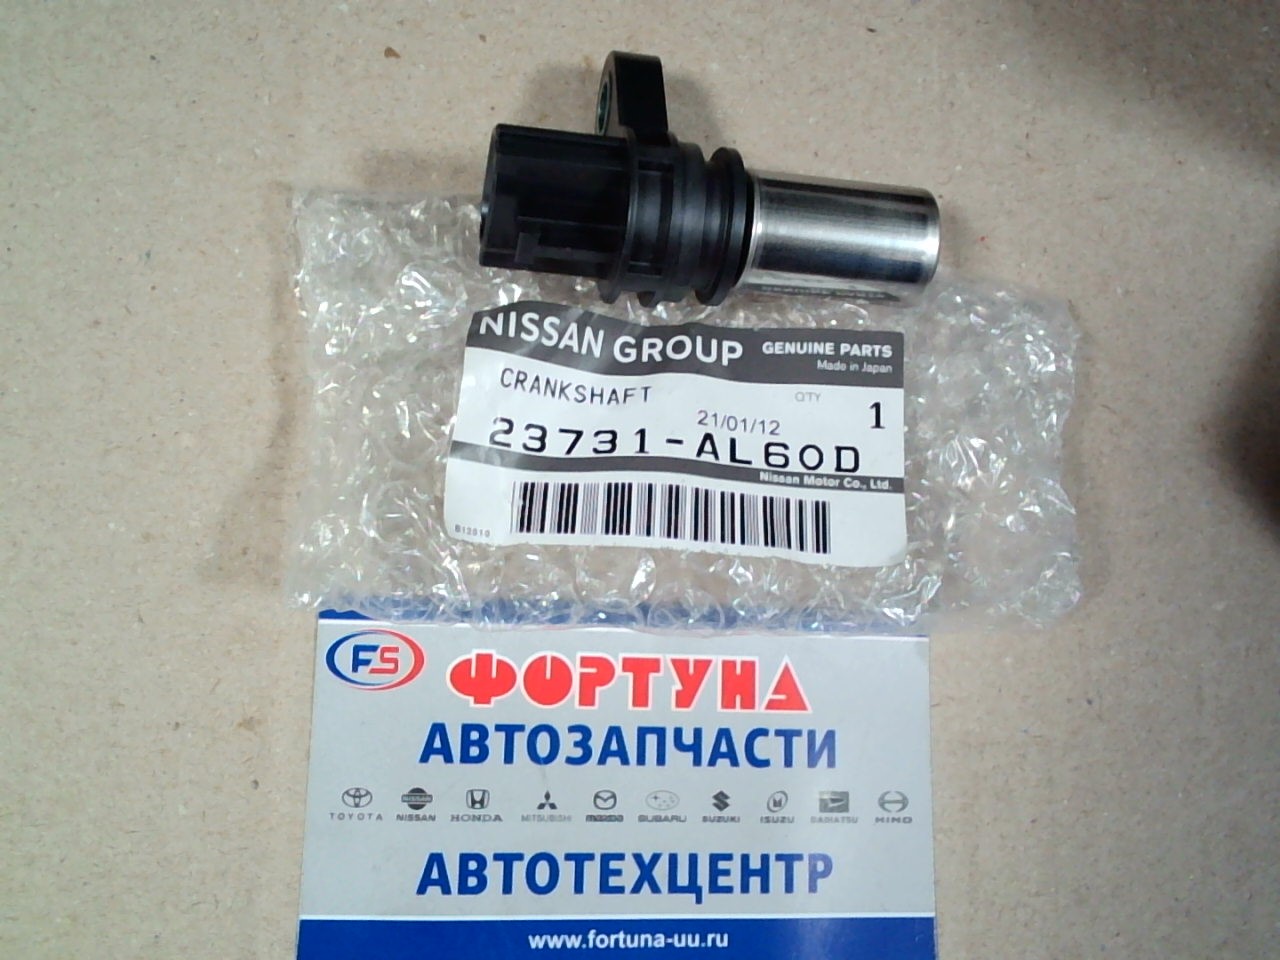 NISSAN GROUP GENUINE PARTS
Made in Japan
CRANKSHAFT QTY 1
21/01/12
23731-AL60D
Nissan Motor Co., Ltd.
B12010
FS ФОРТУНА
АВТОЗАПЧАСТИ
TOYOTA NISSAN HONDA MITSUBISHI mazda SUBARU SUZUKI ISUZU DAIHATSU HINO
АВТОТЕХЦЕНТР
www.fortuna-uu.ru